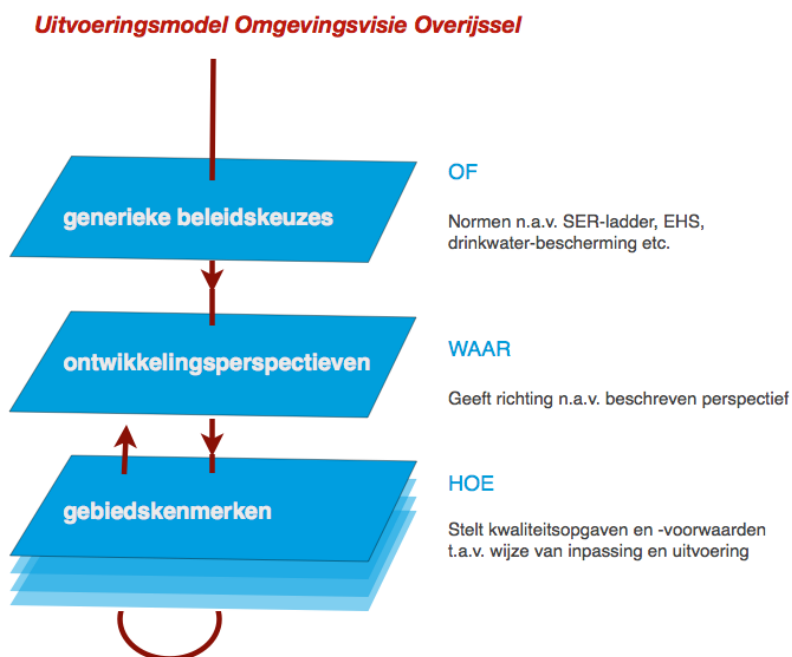 Uitvoeringsmodel Omgevingsvisie Overijssel
generieke beleidskeuzes
OF
Normen n.a.v. SER-ladder, EHS,
drinkwater-bescherming etc.
ontwikkelingsperspectieven
WAAR
Geeft richting n.a.v. beschreven perspectief
gebiedskenmerken
HOE
Stelt kwaliteitsopgaven en -voorwaarden
t.a.v. wijze van inpassing en uitvoering